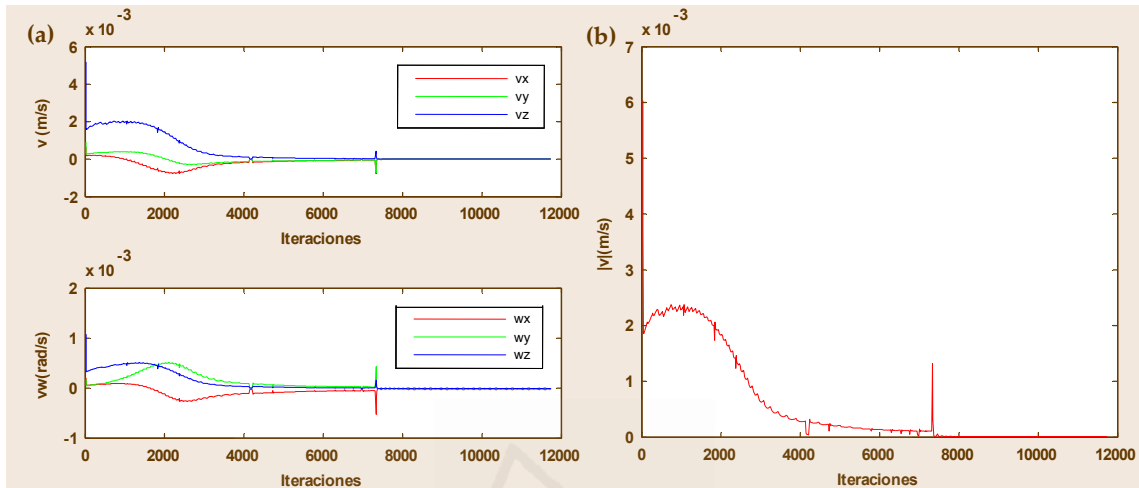 (a)
x 10 -3
6
4
2
0
-2
v (m/s)
vx
vy
vz
0 2000 4000 6000 8000 10000 12000
Iteraciones
x 10 -3
2
1
0
-1
vw(rad/s)
wx
wy
wz
0 2000 4000 6000 8000 10000 12000
Iteraciones
(b)
x 10 -3
7
6
5
4
3
2
1
0
|v|(m/s)
0 2000 4000 6000 8000 10000 12000
Iteraciones